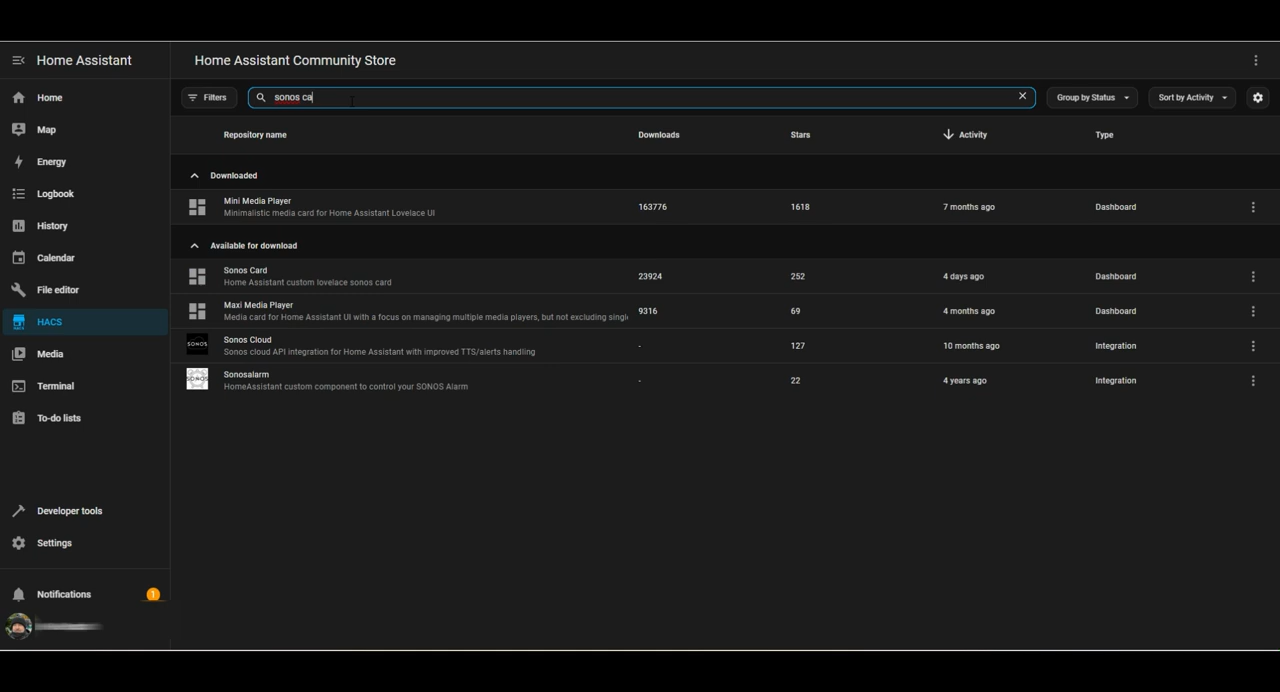 Home Assistant
Home Assistant Community Store
Home
Map
Energy
Logbook
History
Calendar
File editor
HACS
Media
Terminal
To-do lists
Developer tools
Settings
Notifications
1
Filters
sonos ca
Group by Status
Sort by Activity
Repository name
Downloads
Stars
Activity
Type
Downloaded
Mini Media Player
Minimalistic media card for Home Assistant Lovelace UI
163776
1618
7 months ago
Dashboard
Available for download
Sonos Card
Home Assistant custom lovelace sonos card
23924
252
4 days ago
Dashboard
Maxi Media Player
Media card for Home Assistant UI with a focus on managing multiple media players, but not excluding singl
9316
69
4 months ago
Dashboard
SONOS
Sonos Cloud
Sonos cloud API integration for Home Assistant with improved TTS/alerts handling
-
127
10 months ago
Integration
SONOS
Sonosalarm
HomeAssistant custom component to control your SONOS Alarm
-
22
4 years ago
Integration